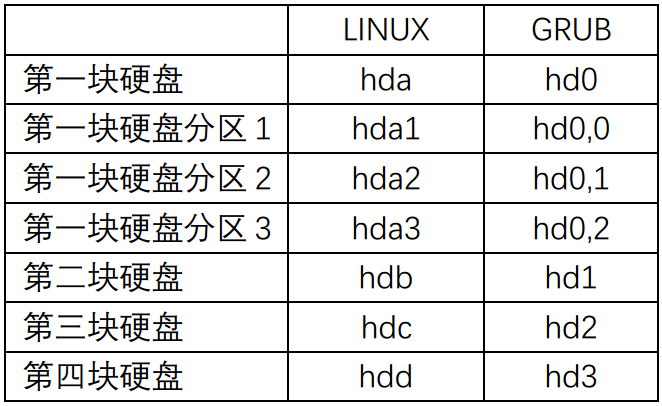 LINUX GRUB
第一块硬盘 hda hd0
第一块硬盘分区1 hda1 hd0,0
第一块硬盘分区2 hda2 hd0,1
第一块硬盘分区3 hda3 hd0,2
第二块硬盘 hdb hd1
第三块硬盘 hdc hd2
第四块硬盘 hdd hd3